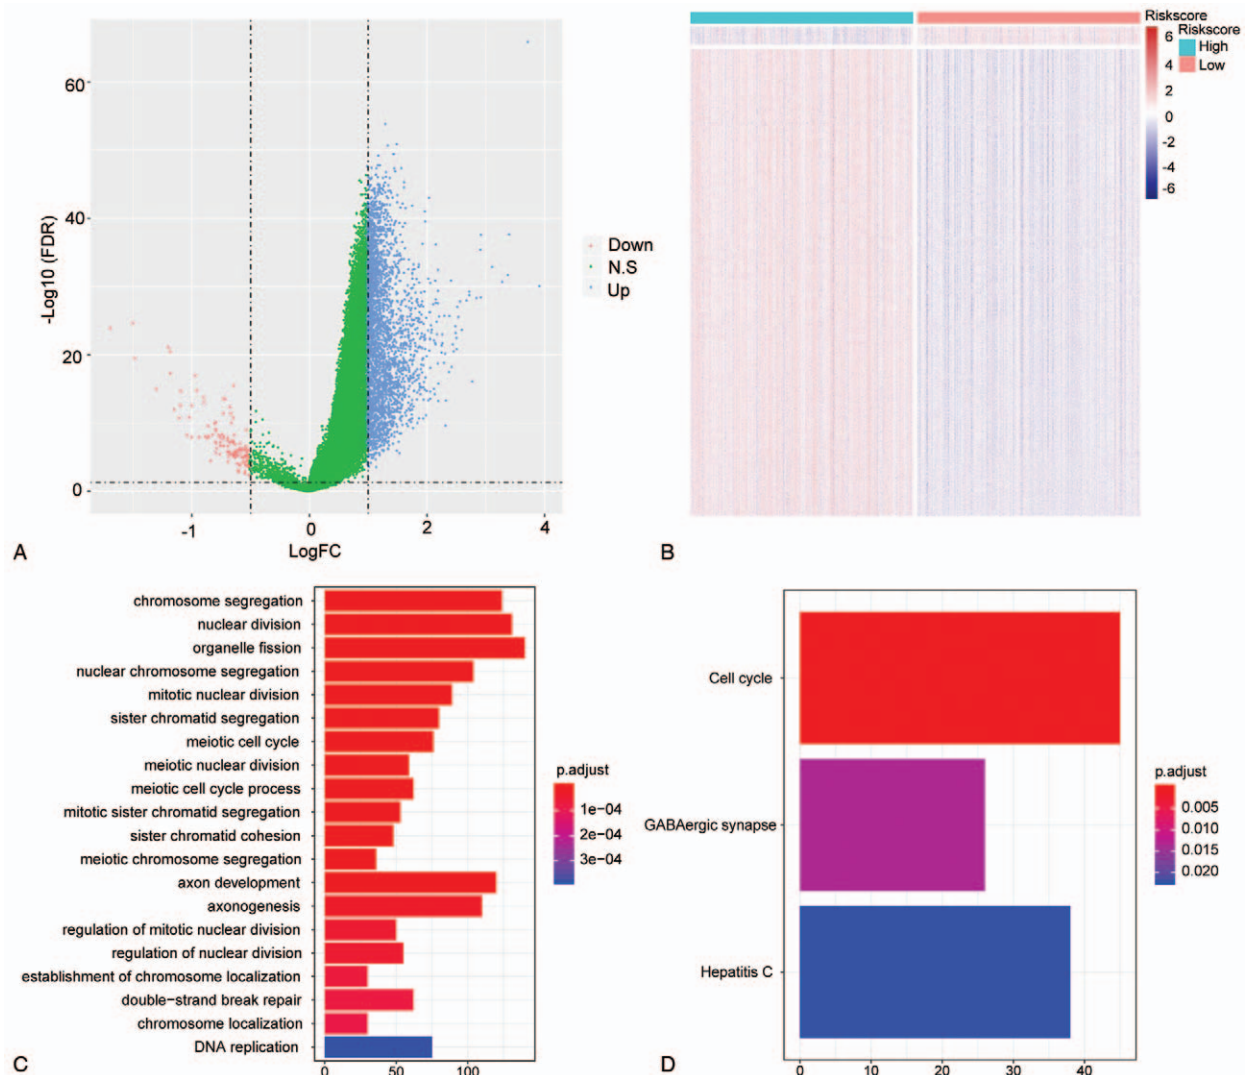 60
40
20
0
-Log10 (FDR)
-1
0
2
4
LogFC
A
Down
N.S
Up
Riskscore
6
4
2
0
-2
-4
-6
Riskscore
High
Low
B
chromosome segregation
nuclear division
organelle fission
nuclear chromosome segregation
mitotic nuclear division
sister chromatid segregation
meiotic cell cycle
meiotic nuclear division
meiotic cell cycle process
mitotic sister chromatid segregation
sister chromatid cohesion
meiotic chromosome segregation
axon development
axonogenesis
regulation of mitotic nuclear division
regulation of nuclear division
establishment of chromosome localization
double−strand break repair
chromosome localization
DNA replication
0
50
100
p.adjust
1e−04
2e−04
3e−04
C
Cell cycle
GABAergic synapse
Hepatitis C
0
10
20
30
40
p.adjust
0.005
0.010
0.015
0.020
D